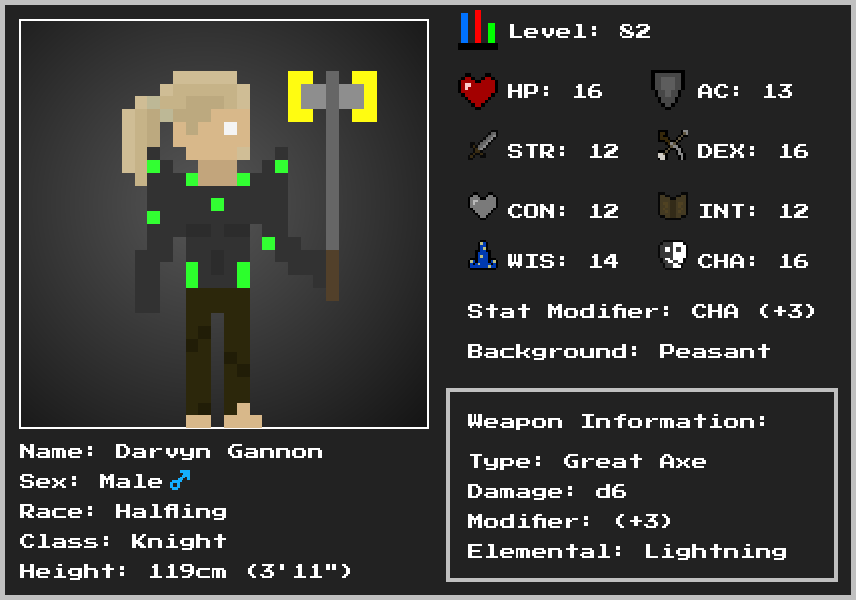 Level: 82
HP: 16 AC: 13
STR: 12 DEX: 16
CON: 12 INT: 12
WIS: 14 CHA: 16
Stat Modifier: CHA (+3)
Background: Peasant
Weapon Information:
Type: Great Axe
Damage: d6
Modifier: (+3)
Elemental: Lightning
Name: Darvyn Gannon
Sex: Male ♂
Race: Halfling
Class: Knight
Height: 119cm (3'11")